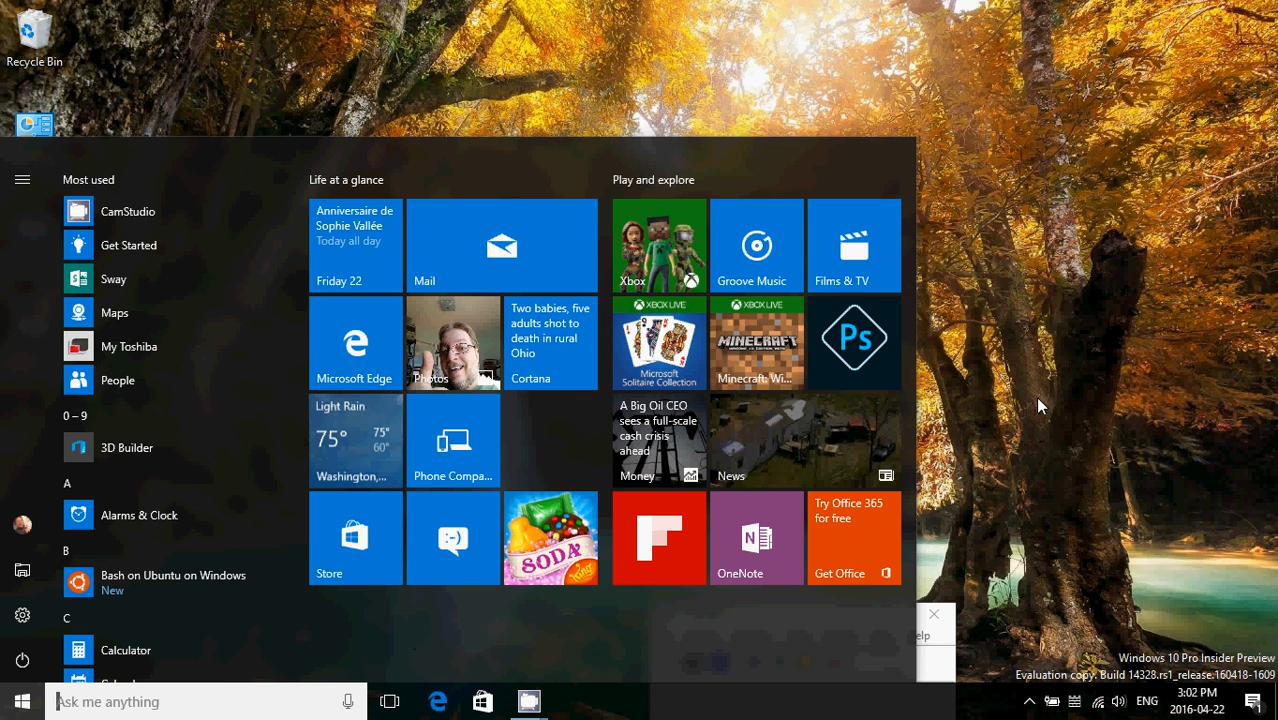 Recycle Bin
Most used
CamStudio
Get Started
Sway
Maps
My Toshiba
People
0 – 9
3D Builder
A
Alarms & Clock
B
Bash on Ubuntu on Windows
New
C
Calculator
Life at a glance
Anniversaire de
Sophie Vallée
Today all day
Friday 22
Mail
Microsoft Edge
Photos
Two babies, five
adults shot to
death in rural
Ohio
Cortana
Light Rain
75°
75°
60°
Washington,...
Phone Compa...
Store
SODA
King
Play and explore
Xbox
Groove Music
Films & TV
XBOX LIVE
Microsoft
Solitaire Collection
XBOX LIVE
MINECRAFT
Minecraft: Wi...
Ps
A Big Oil CEO
sees a full-scale
cash crisis
ahead
Money
News
OneNote
Try Office 365
for free
Get Office
elp
Windows 10 Pro Insider Preview
Evaluation copy. Build 14328.rs1_release.160418-1609
Ask me anything
ENG
3:02 PM
2016-04-22